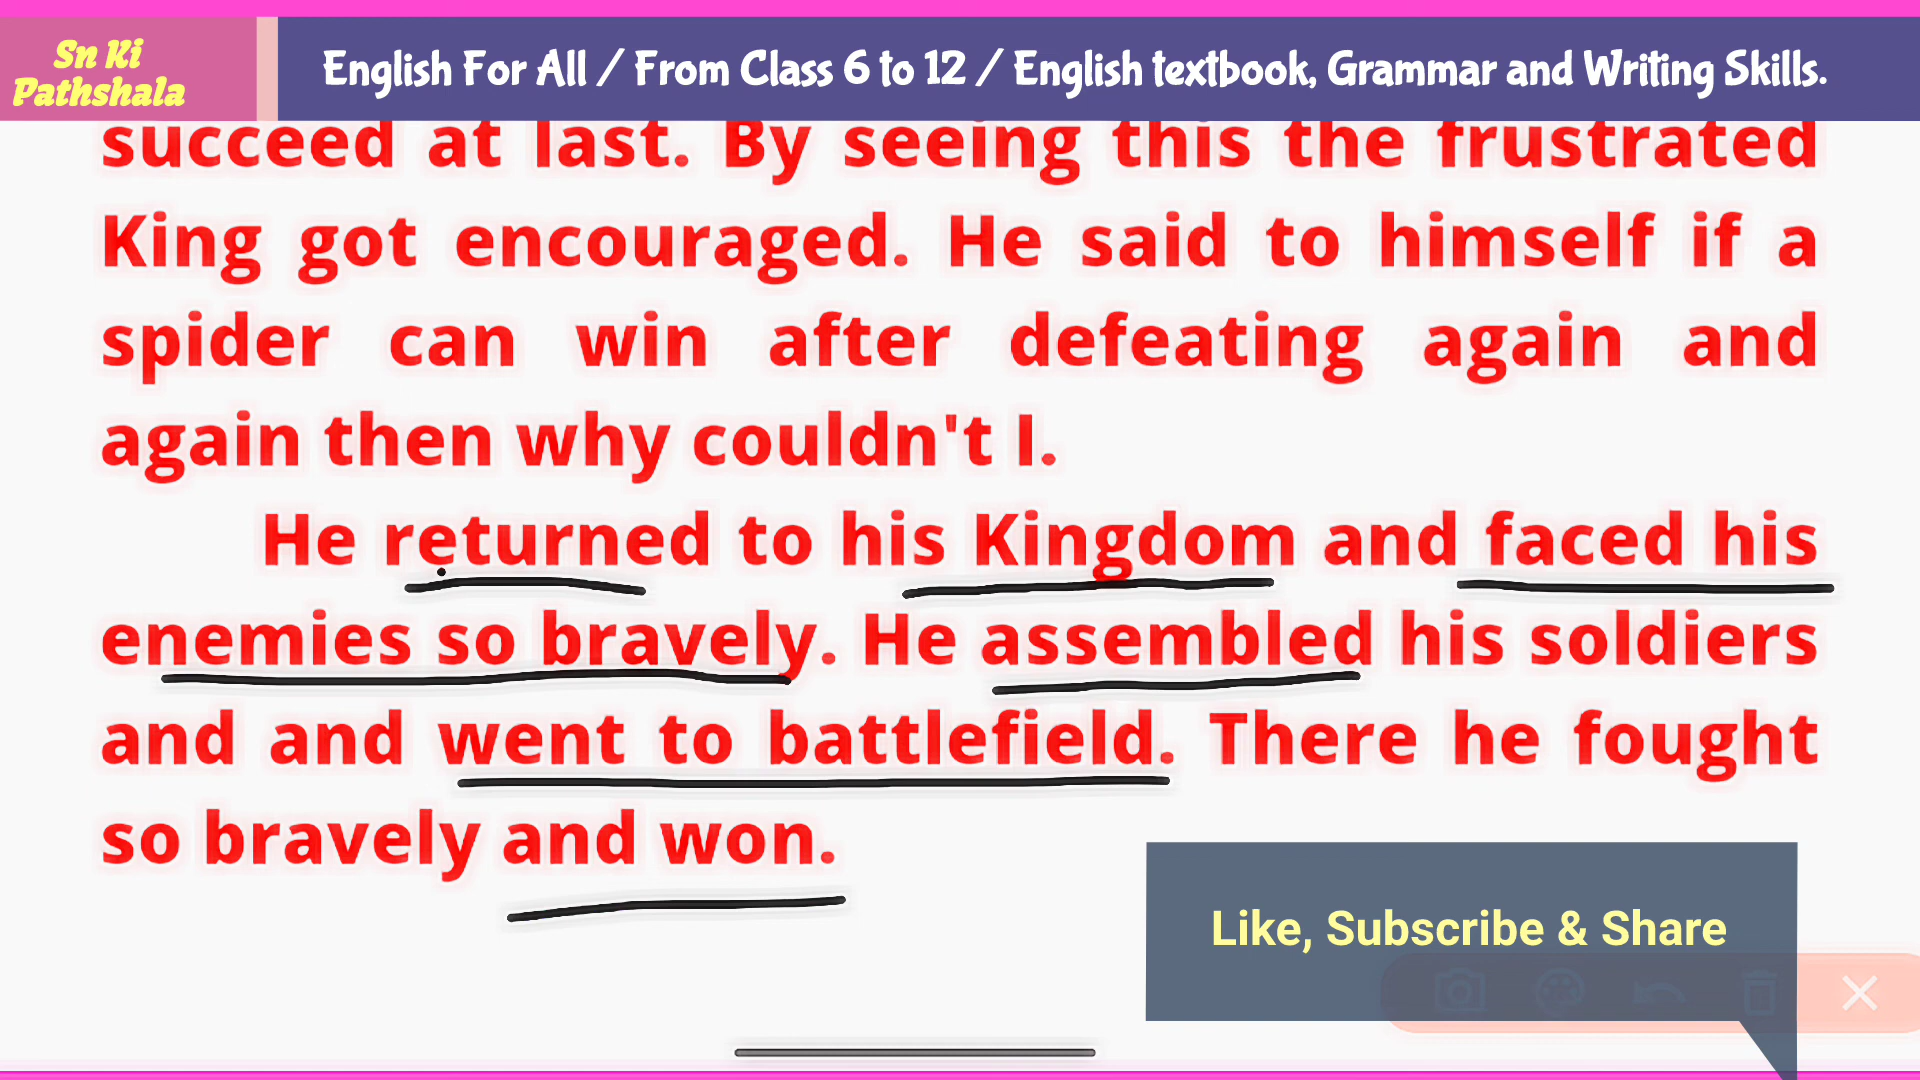 Sn Ki
Pathshala
English For All / From Class 6 to 12 / English textbook, Grammar and Writing Skills.
succeed at last. By seeing this the frustrated
King got encouraged. He said to himself if a
spider can win after defeating again and
again then why couldn't I.
He returned to his Kingdom and faced his
enemies so bravely. He assembled his soldiers
and and went to battlefield. There he fought
so bravely and won.
Like, Subscribe & Share